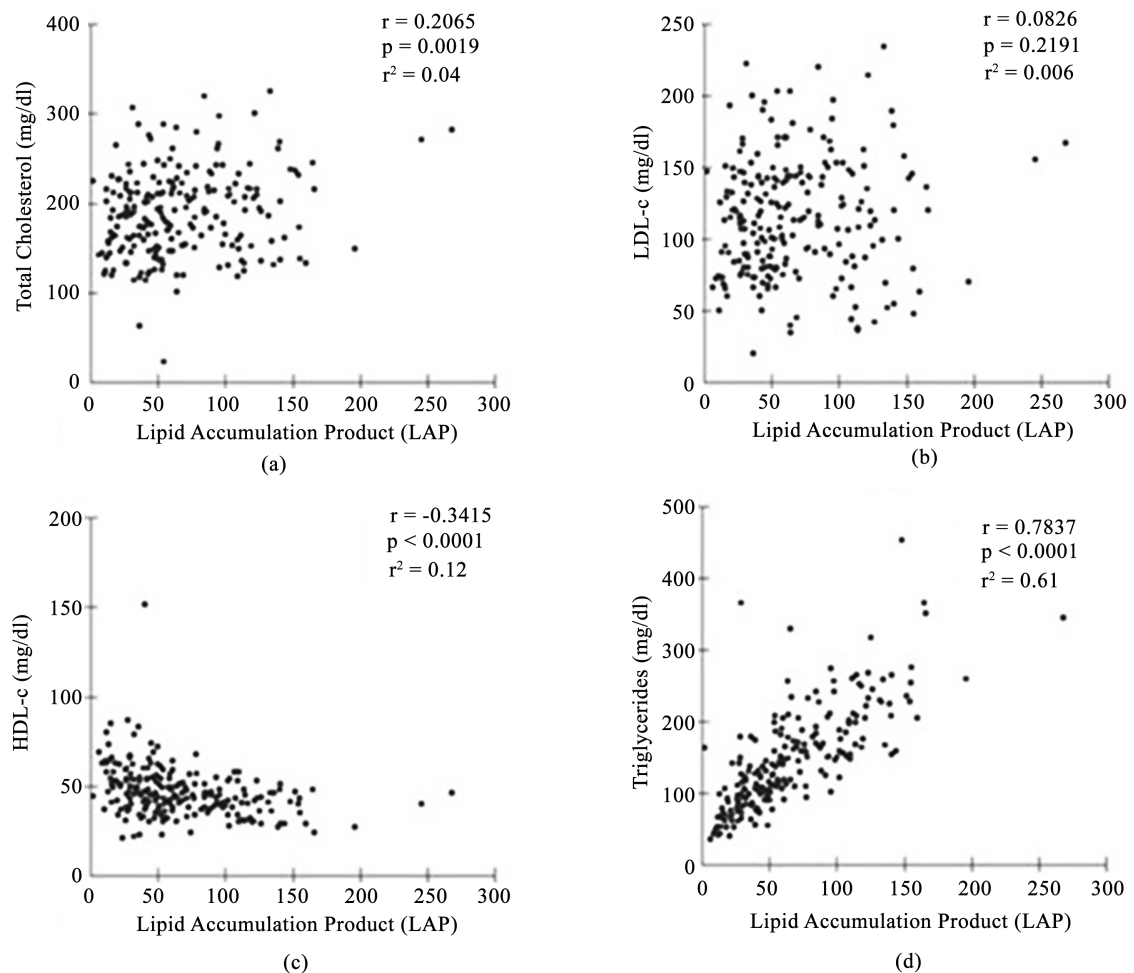 400
300
200
100
0
Total Cholesterol (mg/dl)
r = 0.2065
p = 0.0019
r² = 0.04
0 50 100 150 200 250 300
Lipid Accumulation Product (LAP)
(a)
250
200
150
100
50
0
LDL-c (mg/dl)
r = 0.0826
p = 0.2191
r² = 0.006
0 50 100 150 200 250 300
Lipid Accumulation Product (LAP)
(b)
200
150
100
50
0
HDL-c (mg/dl)
r = -0.3415
p < 0.0001
r² = 0.12
0 50 100 150 200 250 300
Lipid Accumulation Product (LAP)
(c)
500
400
300
200
100
0
Triglycerides (mg/dl)
r = 0.7837
p < 0.0001
r² = 0.61
0 50 100 150 200 250 300
Lipid Accumulation Product (LAP)
(d)